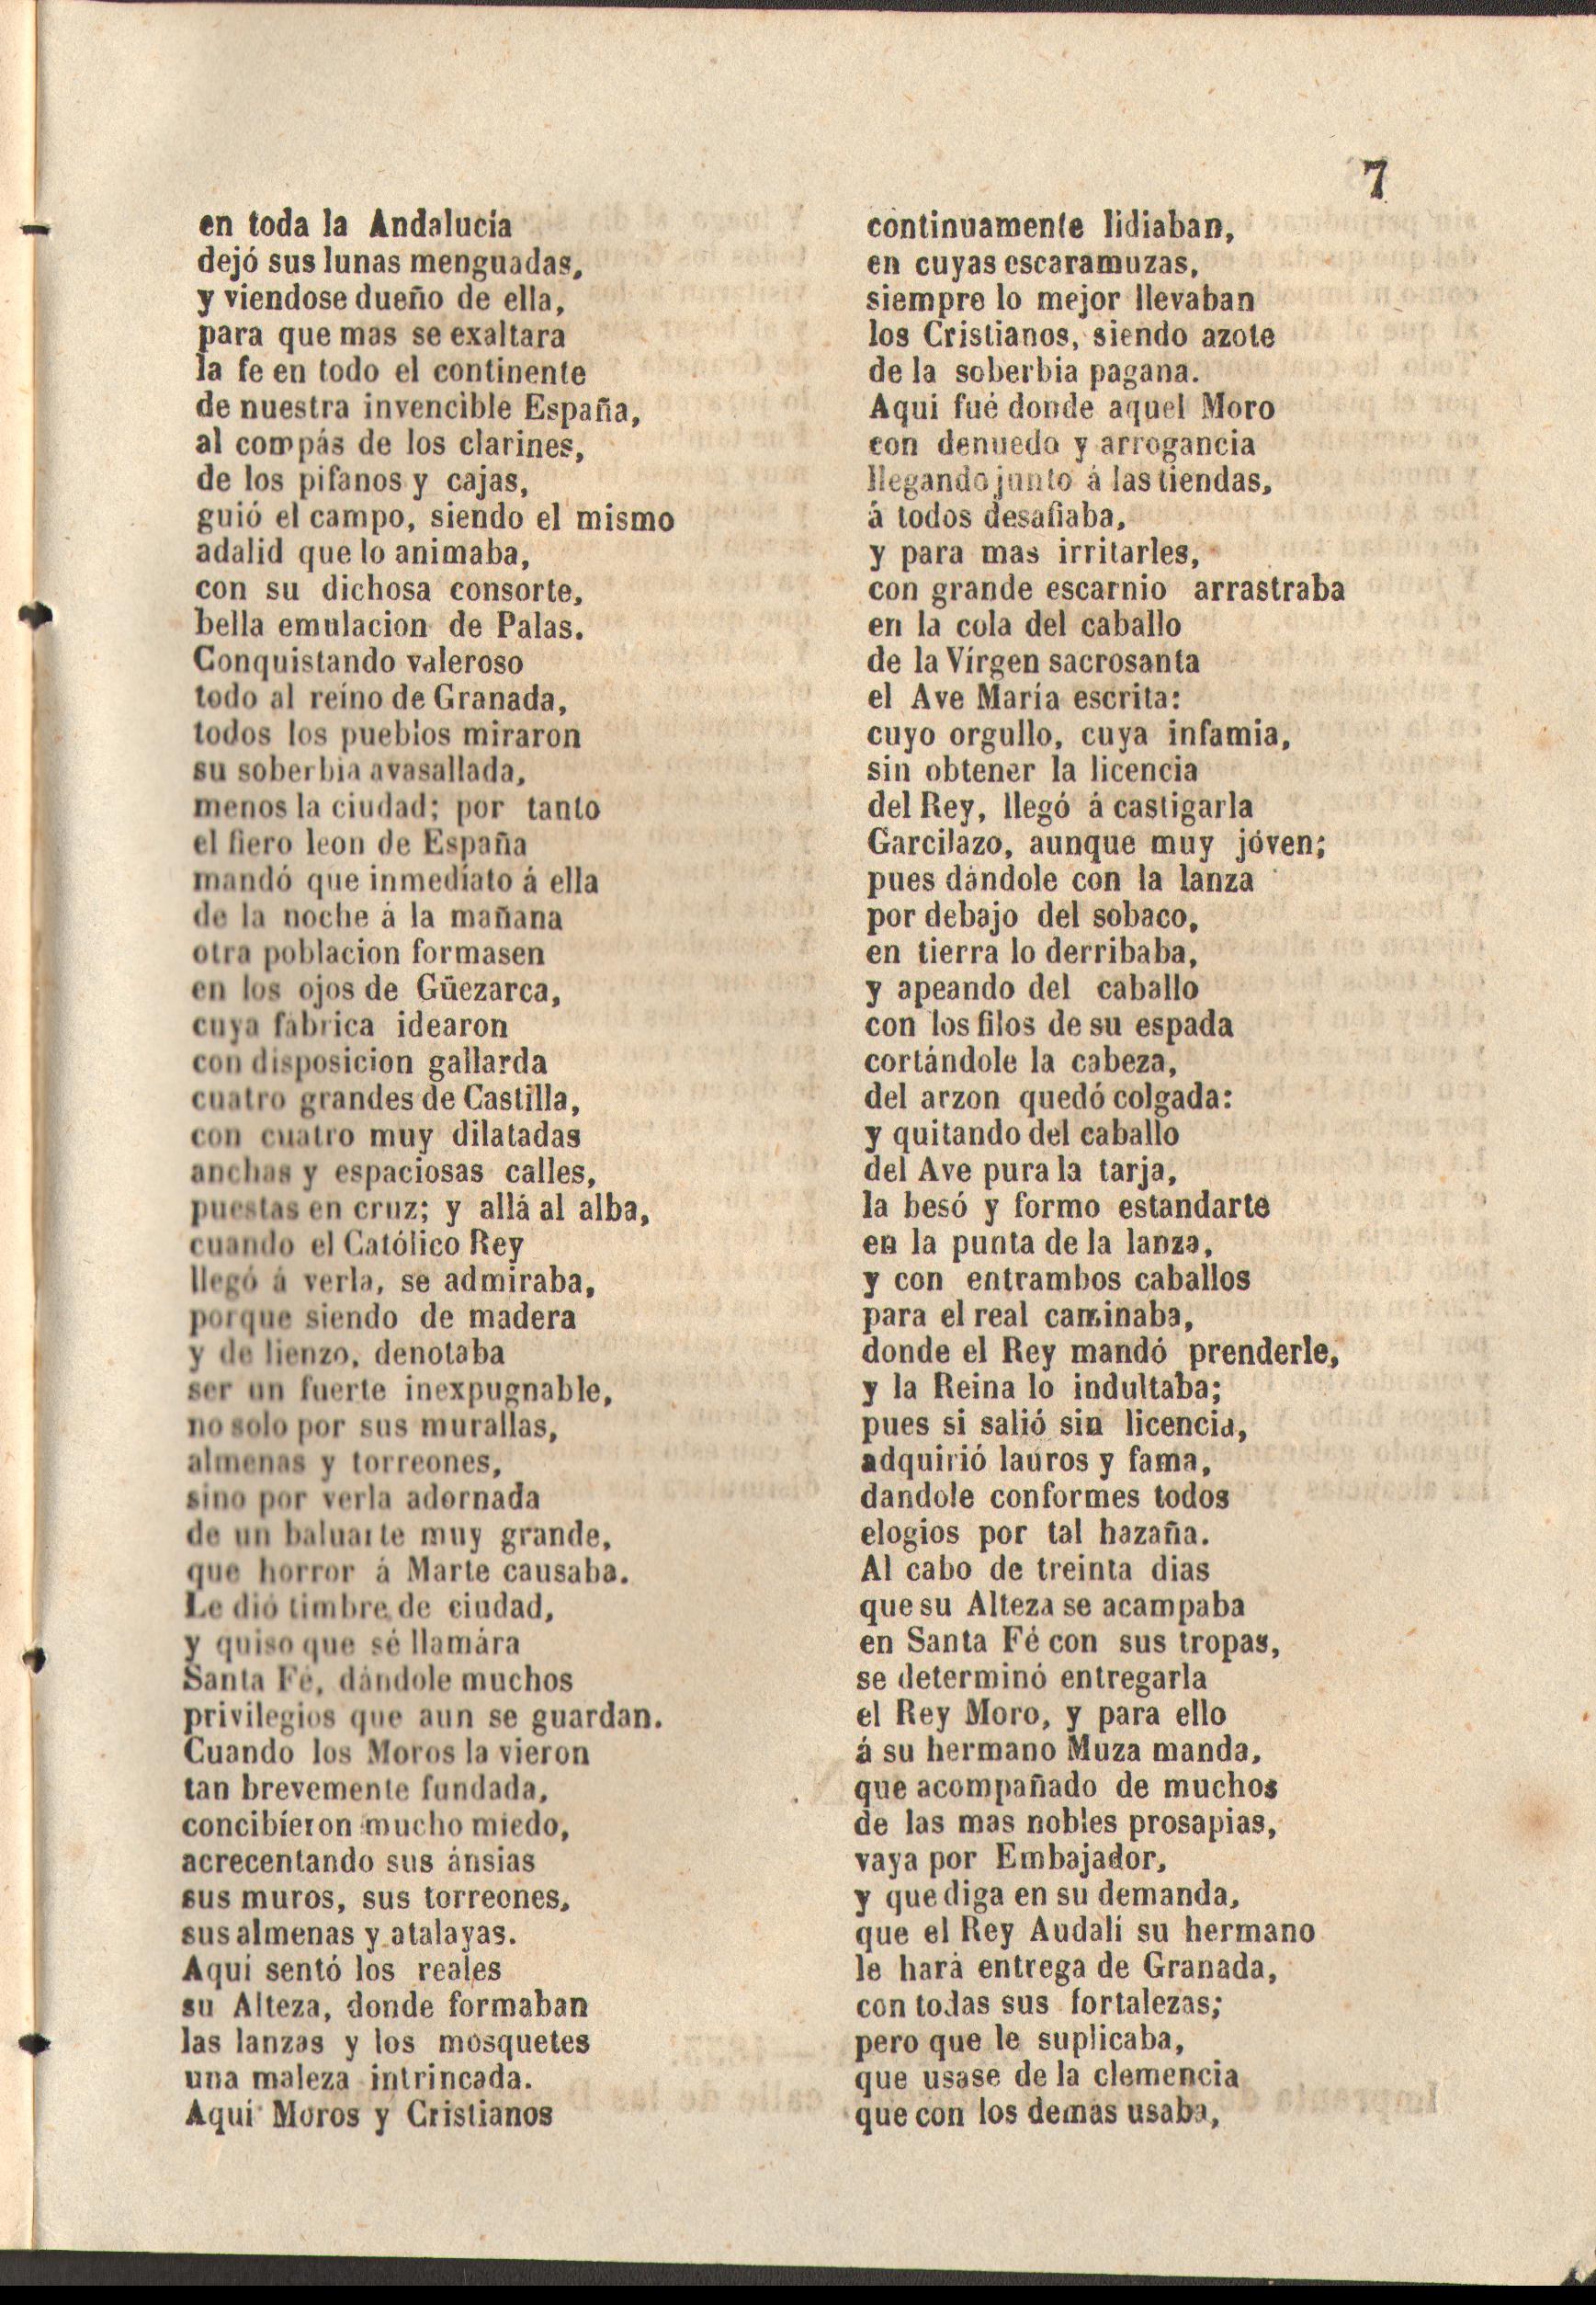 7
en toda la Andalucía
dejó sus lunas menguadas,
y viendose dueño de ella,
para que mas se exaltara
la fe en todo el continente
de nuestra invencible España,
al compás de los clarines,
de los pifanos y cajas,
guió el campo, siendo el mismo
adalid que lo animaba,
con su dichosa consorte,
bella emulacion de Palas.
Conquistando valeroso
todo al reíno de Granada,
todos los pueblos miraron
su soberbia avasallada,
menos la ciudad; por tanto
el fiero leon de España
mandó que inmediato á ella
de la noche á la mañana
otra poblacion formasen
en los ojos de Güezarca,
cuya fabrica idearon
con disposicion gallarda
cuatro grandes de Castilla,
con cuatro muy dilatadas
anchas y espaciosas calles,
puestas en cruz; y allá al alba,
cuando el Católico Rey
llegó á verla, se admiraba,
porque siendo de madera
y de lienzo, denotaba
ser un fuerte inexpugnable,
no solo por sus murallas,
almenas y torreones,
sino por verla adornada
de un baluarte muy grande,
que horror á Marte causaba.
Le dió timbre de ciudad,
y quiso que sé llamára
Santa Fé, dándole muchos
privilegios que aun se guardan.
Cuando los Moros la vieron
tan brevemente fundada,
concibieron mucho miedo,
acrecentando sus ánsias
sus muros, sus torreones,
sus almenas y atalayas.
Aqui sentó los reales
su Alteza, donde formaban
las lanzas y los mosquetes
una maleza intrincada.
Aqui Moros y Cristianos
continuamente lidiaban,
en cuyas escaramuzas,
siempre lo mejor llevaban
los Cristianos, siendo azote
de la soberbia pagana.
Aqui fué donde aquel Moro
con denuedo y arrogancia
llegando junto á las tiendas,
á todos desafiaba,
y para mas irritarles,
con grande escarnio arrastraba
en la cola del caballo
de la Vírgen sacrosanta
el Ave María escrita:
cuyo orgullo, cuya infamia,
sin obtener la licencia
del Rey, llegó á castigarla
Garcilazo, aunque muy jóven;
pues dándole con la lanza
por debajo del sobaco,
en tierra lo derribaba,
y apeando del caballo
con los filos de su espada
cortándole la cabeza,
del arzon quedó colgada:
y quitando del caballo
del Ave pura la tarja,
la besó y formo estandarte
en la punta de la lanza,
y con entrambos caballos
para el real caminaba,
donde el Rey mandó prenderle,
y la Reina lo indultaba;
pues si salió sin licencia,
adquirió lauros y fama,
dandole conformes todos
elogios por tal hazaña.
Al cabo de treinta dias
que su Alteza se acampaba
en Santa Fé con sus tropas,
se determinó entregarla
el Rey Moro, y para ello
á su hermano Muza manda,
que acompañado de muchos
de las mas nobles prosapias,
vaya por Embajador,
y que diga en su demanda,
que el Rey Audalí su hermano
le hará entrega de Granada,
con todas sus fortalezas;
pero que le suplicaba,
que usase de la clemencia
que con los demás usaba,